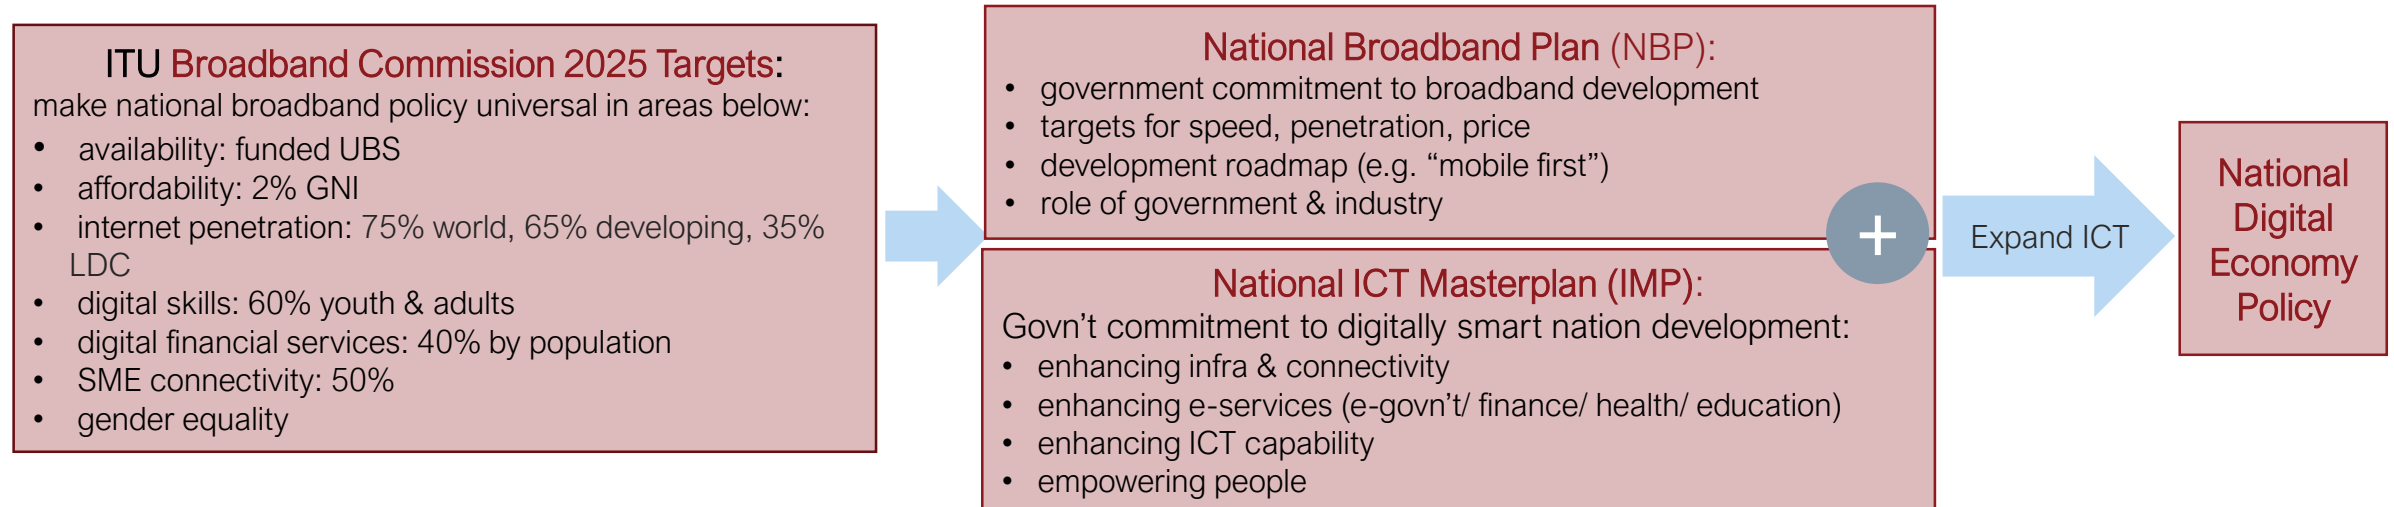 ITU Broadband Commission 2025 Targets:
make national broadband policy universal in areas below:
• availability: funded UBS
• affordability: 2% GNI
• internet penetration: 75% world, 65% developing, 35%
LDC
• digital skills: 60% youth & adults
• digital financial services: 40% by population
• SME connectivity: 50%
• gender equality
National Broadband Plan (NBP):
• government commitment to broadband development
• targets for speed, penetration, price
• development roadmap (e.g. “mobile first”)
• role of government & industry
+
National ICT Masterplan (IMP):
Govn’t commitment to digitally smart nation development:
• enhancing infra & connectivity
• enhancing e-services (e-govn’t/ finance/ health/ education)
• enhancing ICT capability
• empowering people
Expand ICT
National
Digital
Economy
Policy